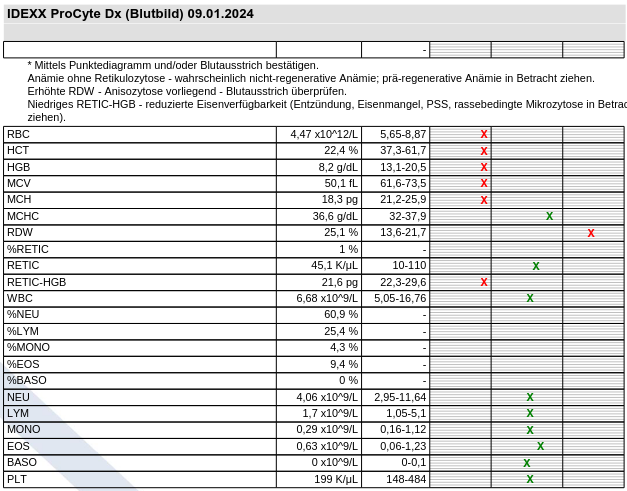 IDEXX ProCyte Dx (Blutbild) 09.01.2024
-
* Mittels Punktediagramm und/oder Blutausstrich bestätigen.
Anämie ohne Retikulozytose - wahrscheinlich nicht-regenerative Anämie; prä-regenerative Anämie in Betracht ziehen.
Erhöhte RDW - Anisozytose vorliegend - Blutausstrich überprüfen.
Niedriges RETIC-HGB - reduzierte Eisenverfügbarkeit (Entzündung, Eisenmangel, PSS, rassebedingte Mikrozytose in Betrac
ziehen).
RBC 4,47 x10^12/L 5,65-8,87 X
HCT 22,4 % 37,3-61,7 X
HGB 8,2 g/dL 13,1-20,5 X
MCV 50,1 fL 61,6-73,5 X
MCH 18,3 pg 21,2-25,9 X
MCHC 36,6 g/dL 32-37,9 X
RDW 25,1 % 13,6-21,7 X
%RETIC 1 % -
RETIC 45,1 K/µL 10-110 X
RETIC-HGB 21,6 pg 22,3-29,6 X
WBC 6,68 x10^9/L 5,05-16,76 X
%NEU 60,9 % -
%LYM 25,4 % -
%MONO 4,3 % -
%EOS 9,4 % -
%BASO 0 % -
NEU 4,06 x10^9/L 2,95-11,64 X
LYM 1,7 x10^9/L 1,05-5,1 X
MONO 0,29 x10^9/L 0,16-1,12 X
EOS 0,63 x10^9/L 0,06-1,23 X
BASO 0 x10^9/L 0-0,1 X
PLT 199 K/µL 148-484 X